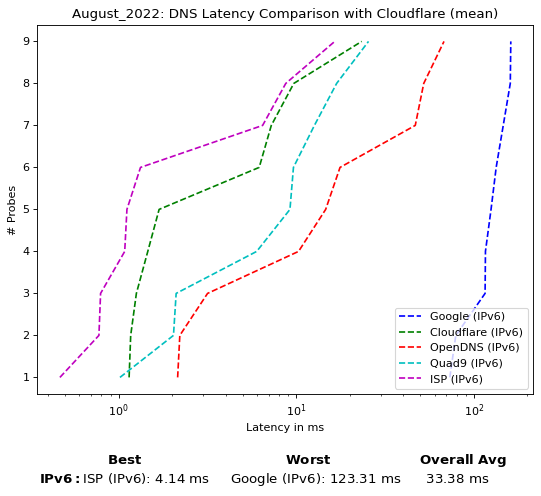 August_2022: DNS Latency Comparison with Cloudflare (mean)
9
8
7
6
5
4
3
2
1
# Probes
Google (IPv6)
Cloudflare (IPv6)
OpenDNS (IPv6)
Quad9 (IPv6)
ISP (IPv6)
10⁰ 10¹ 10²
Latency in ms
Best Worst Overall Avg
IPv6: ISP (IPv6): 4.14 ms Google (IPv6): 123.31 ms 33.38 ms